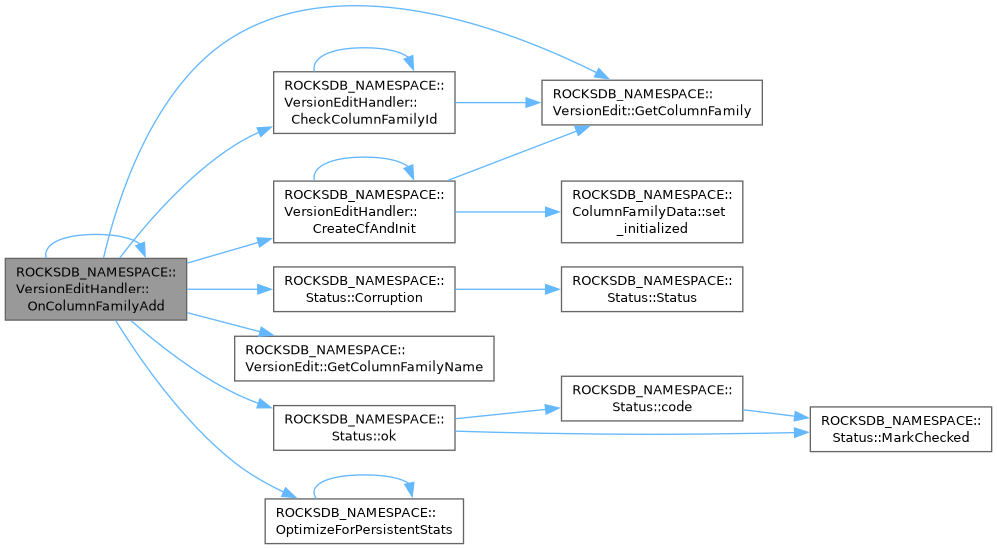 ROCKSDB_NAMESPACE::
VersionEditHandler::
OnColumnFamilyAdd
ROCKSDB_NAMESPACE::
VersionEditHandler::
CheckColumnFamilyId
ROCKSDB_NAMESPACE::
VersionEdit::GetColumnFamily
ROCKSDB_NAMESPACE::
VersionEditHandler::
CreateCfAndInit
ROCKSDB_NAMESPACE::
ColumnFamilyData::set
_initialized
ROCKSDB_NAMESPACE::
Status::Corruption
ROCKSDB_NAMESPACE::
Status::Status
ROCKSDB_NAMESPACE::
VersionEdit::GetColumnFamilyName
ROCKSDB_NAMESPACE::
Status::ok
ROCKSDB_NAMESPACE::
Status::code
ROCKSDB_NAMESPACE::
Status::MarkChecked
ROCKSDB_NAMESPACE::
OptimizeForPersistentStats